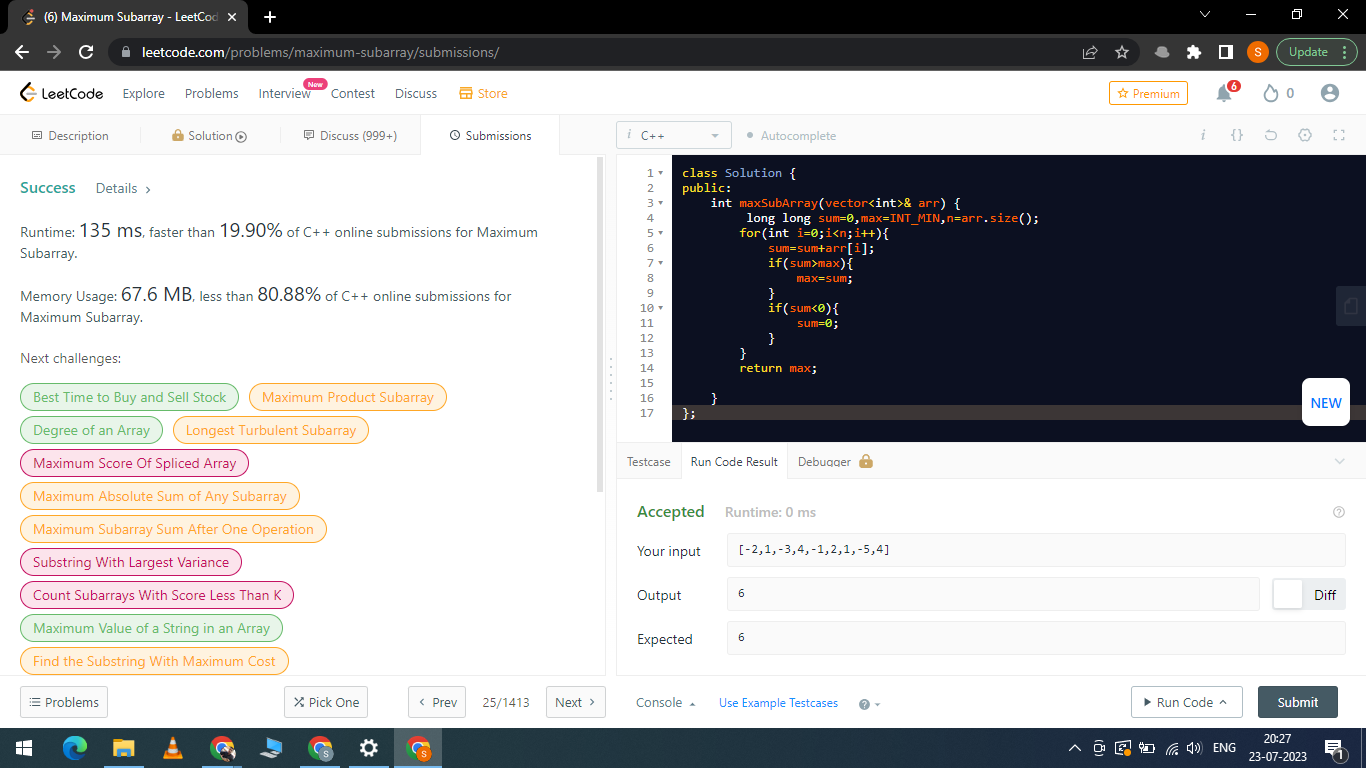 (6) Maximum Subarray - LeetCod
leetcode.com/problems/maximum-subarray/submissions/
S
Update
LeetCode
Explore
Problems
Interview
New
Contest
Discuss
Store
Premium
6
0
Description
Solution
Discuss (999+)
Submissions
i C++
Autocomplete
i {}
Success
Details
Runtime: 135 ms, faster than 19.90% of C++ online submissions for Maximum
Subarray.
Memory Usage: 67.6 MB, less than 80.88% of C++ online submissions for
Maximum Subarray.
Next challenges:
Best Time to Buy and Sell Stock
Maximum Product Subarray
Degree of an Array
Longest Turbulent Subarray
Maximum Score Of Spliced Array
Maximum Absolute Sum of Any Subarray
Maximum Subarray Sum After One Operation
Substring With Largest Variance
Count Subarrays With Score Less Than K
Maximum Value of a String in an Array
Find the Substring With Maximum Cost
1 class Solution {
2 public:
3 int maxSubArray(vector<int>& arr) {
4 long long sum=0,max=INT_MIN,n=arr.size();
5 for(int i=0;i<n;i++){
6 sum=sum+arr[i];
7 if(sum>max){
8 max=sum;
9 }
10 if(sum<0){
11 sum=0;
12 }
13 }
14 return max;
15
16 }
17 };
NEW
Testcase
Run Code Result
Debugger
Accepted
Runtime: 0 ms
?
Your input
[-2,1,-3,4,-1,2,1,-5,4]
Output
6
Diff
Expected
6
Problems
Pick One
Prev
25/1413
Next
Console
Use Example Testcases
?
Run Code
Submit
S
S
ENG
20:27
23-07-2023
1